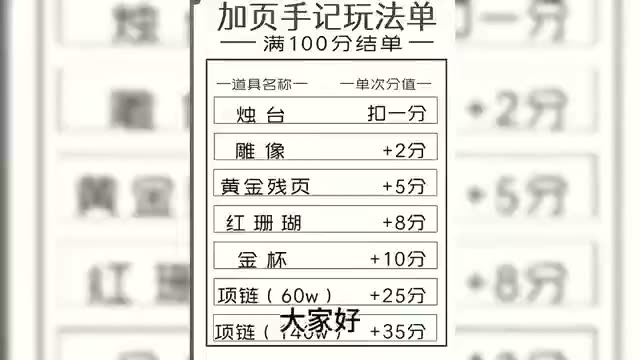 加页手记玩法单
满100分结单
道具名称 单次分值
烛台 扣一分
雕像 +2分
黄金残页 +5分
红珊瑚 +8分
金杯 +10分
项链（60w） +25分
项链（140w） +35分
大家好